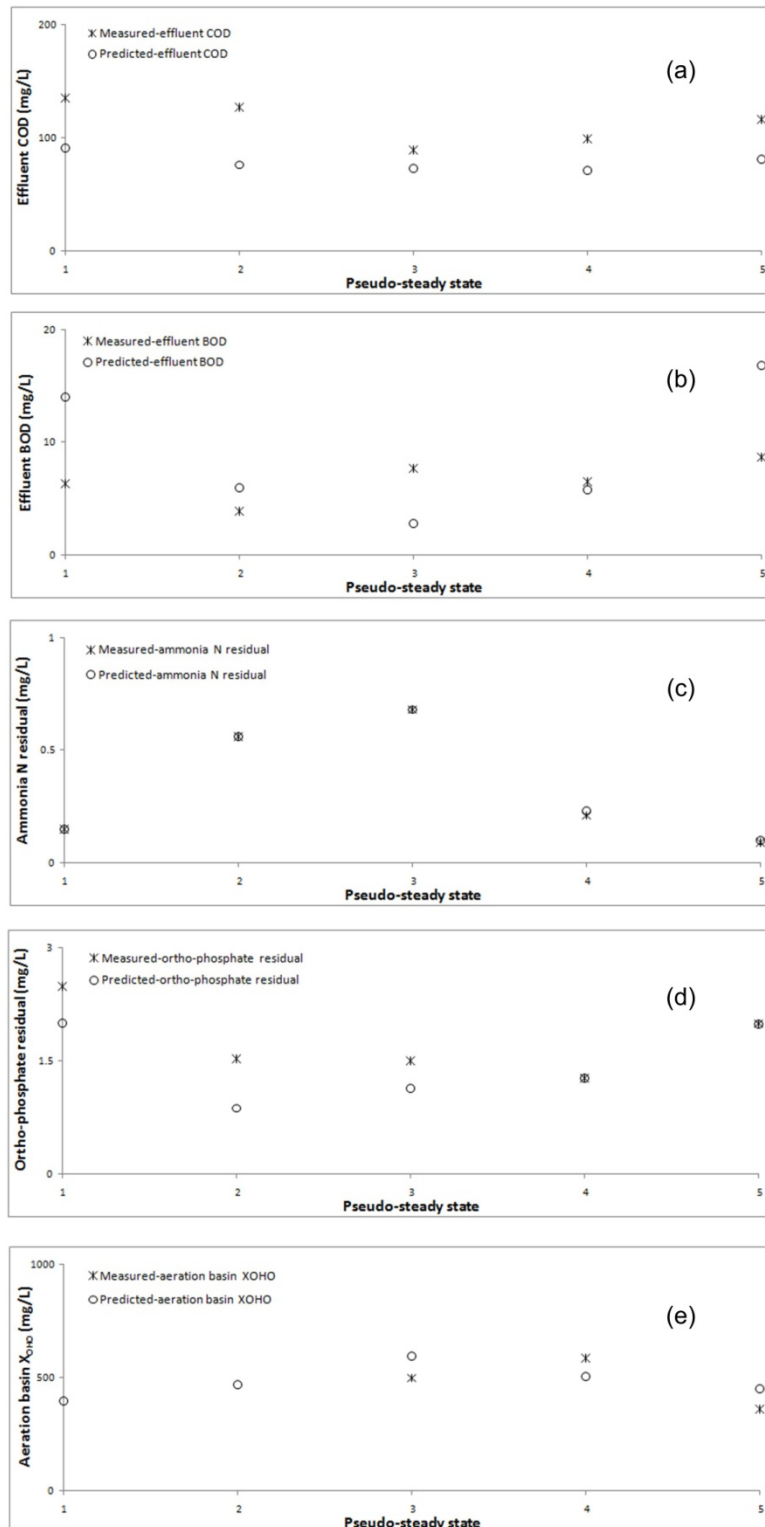 200
Measured-effluent COD
Predicted-effluent COD
(a)
Effluent COD (mg/L)
100
0
1 2 3 4 5
Pseudo-steady state
20
Measured-effluent BOD
Predicted-effluent BOD
(b)
Effluent BOD (mg/L)
10
0
1 2 3 4 5
Pseudo-steady state
1
Measured-ammonia N residual
Predicted-ammonia N residual
(c)
Ammonia N residual (mg/L)
0.5
0
1 2 3 4 5
Pseudo-steady state
3
Measured-ortho-phosphate residual
Predicted-ortho-phosphate residual
(d)
Ortho-phosphate residual (mg/L)
1.5
0
1 2 3 4 5
Pseudo-steady state
1000
Measured-aeration basin XOHO
Predicted-aeration basin XOHO
(e)
Aeration basin XOHO (mg/L)
500
0
1 2 3 4 5
Pseudo-steady state